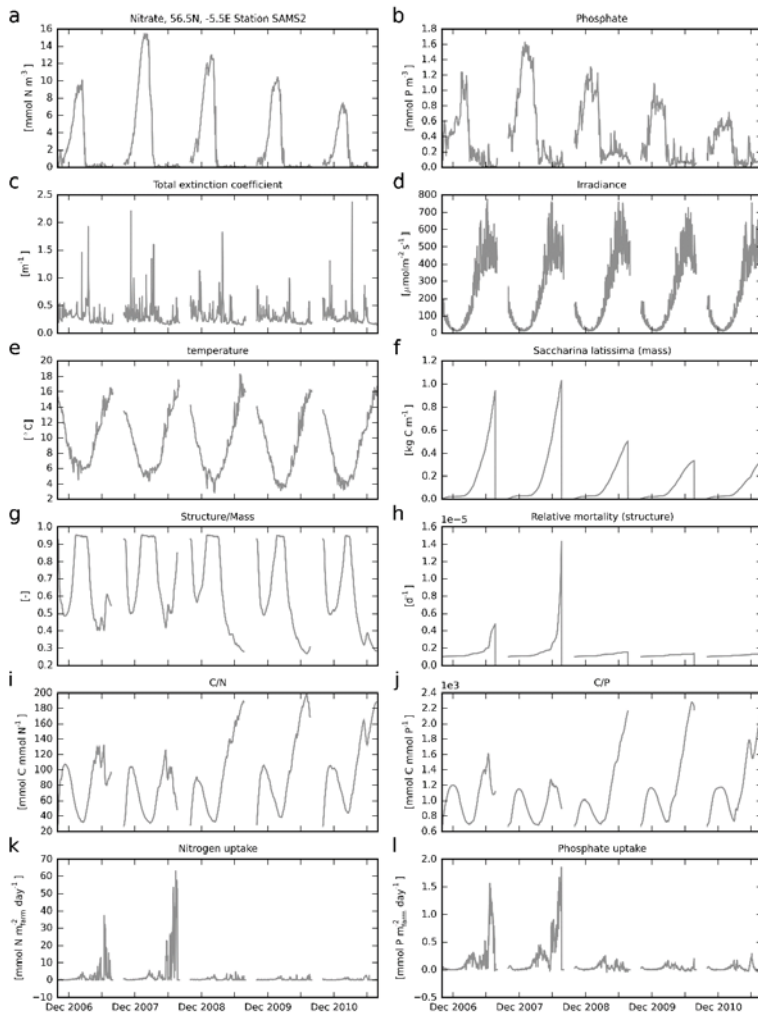 a
Nitrate, 56.5N, -5.5E Station SAMS2
[mmol N m⁻³]
16
14
12
10
8
6
4
2
0
b
Phosphate
[mmol P m⁻³]
1.8
1.6
1.4
1.2
1.0
0.8
0.6
0.4
0.2
0.0
c
Total extinction coefficient
[m⁻¹]
2.5
2.0
1.5
1.0
0.5
0.0
d
Irradiance
[μmolm⁻² s⁻¹]
800
700
600
500
400
300
200
100
0
e
temperature
[°C]
20
18
16
14
12
10
8
6
4
2
f
Saccharina latissima (mass)
[kg C m⁻¹]
1.2
1.0
0.8
0.6
0.4
0.2
0.0
g
Structure/Mass
[-]
1.0
0.9
0.8
0.7
0.6
0.5
0.4
0.3
0.2
h
Relative mortality (structure)
1e−5
[d⁻¹]
1.6
1.4
1.2
1.0
0.8
0.6
0.4
0.2
0.0
i
C/N
[mmol C mmol N⁻¹]
200
180
160
140
120
100
80
60
40
20
j
C/P
1e3
[mmol C mmol P⁻¹]
2.4
2.2
2.0
1.8
1.6
1.4
1.2
1.0
0.8
0.6
k
Nitrogen uptake
[mmol N m⁻²farm day⁻¹]
70
60
50
40
30
20
10
0
−10
Dec 2006 Dec 2007 Dec 2008 Dec 2009 Dec 2010
l
Phosphate uptake
[mmol P m⁻²farm day⁻¹]
2.0
1.5
1.0
0.5
0.0
−0.5
Dec 2006 Dec 2007 Dec 2008 Dec 2009 Dec 2010